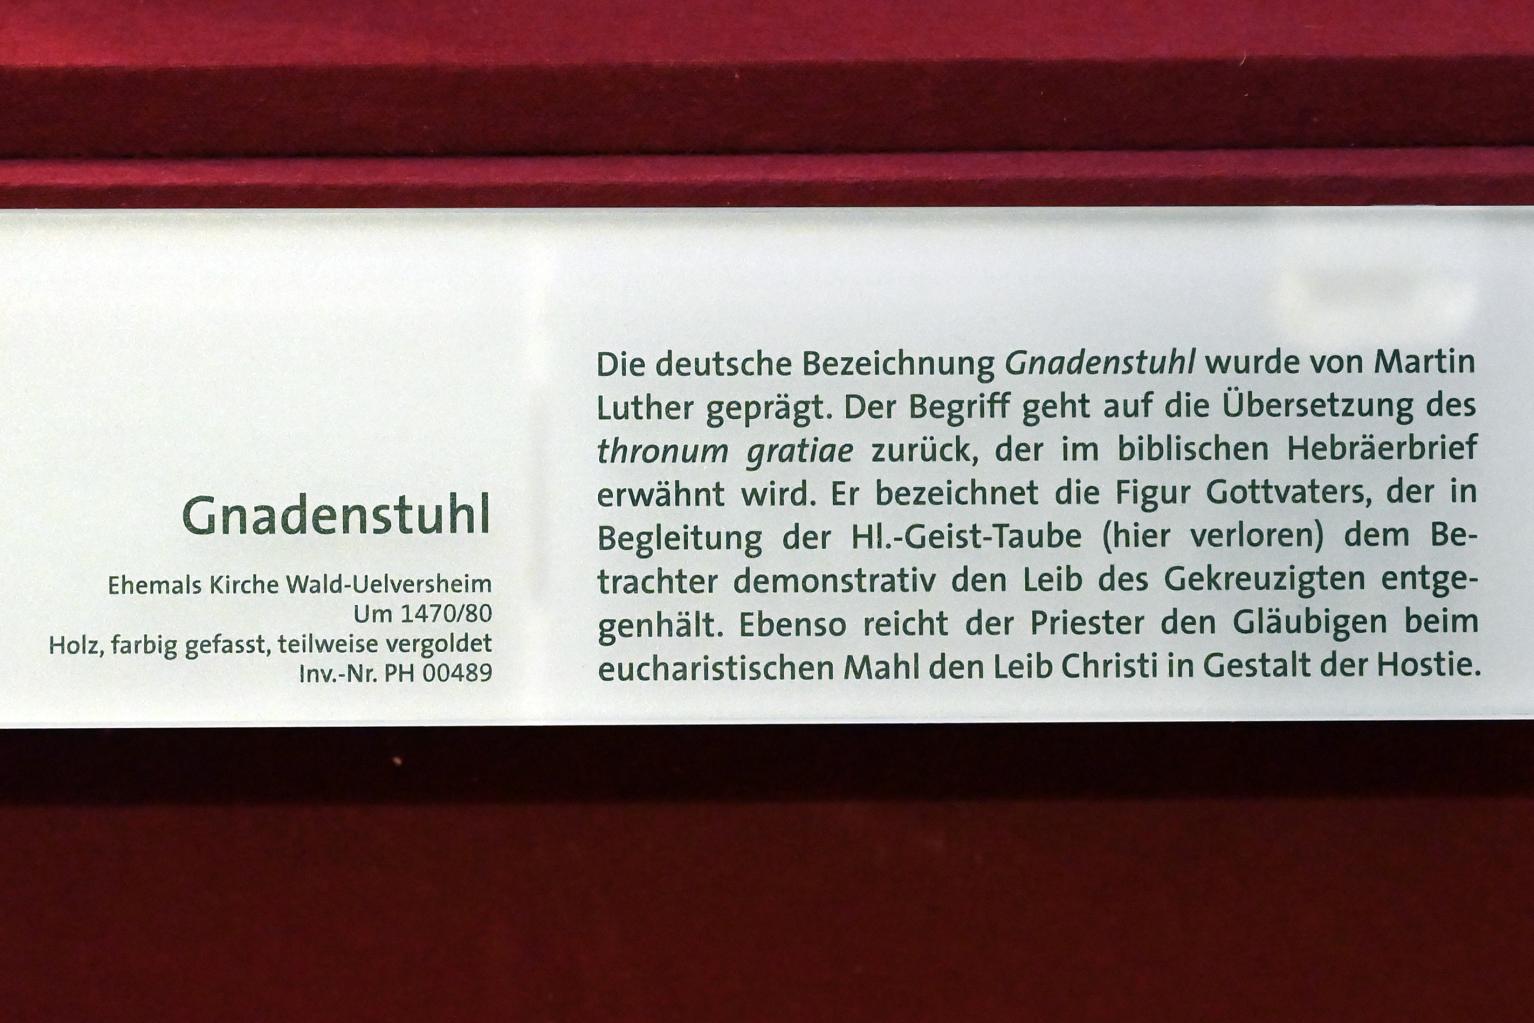 Gnadenstuhl
Ehemals Kirche Wald-Uelversheim
Um 1470/80
Holz, farbig gefasst, teilweise vergoldet
Inv.-Nr. PH 00489
Die deutsche Bezeichnung Gnadenstuhl wurde von Martin
Luther geprägt. Der Begriff geht auf die Übersetzung des
thronum gratiae zurück, der im biblischen Hebräerbrief
erwähnt wird. Er bezeichnet die Figur Gottvaters, der in
Begleitung der Hl.-Geist-Taube (hier verloren) dem Be-
trachter demonstrativ den Leib des Gekreuzigten entge-
genhält. Ebenso reicht der Priester den Gläubigen beim
eucharistischen Mahl den Leib Christi in Gestalt der Hostie.